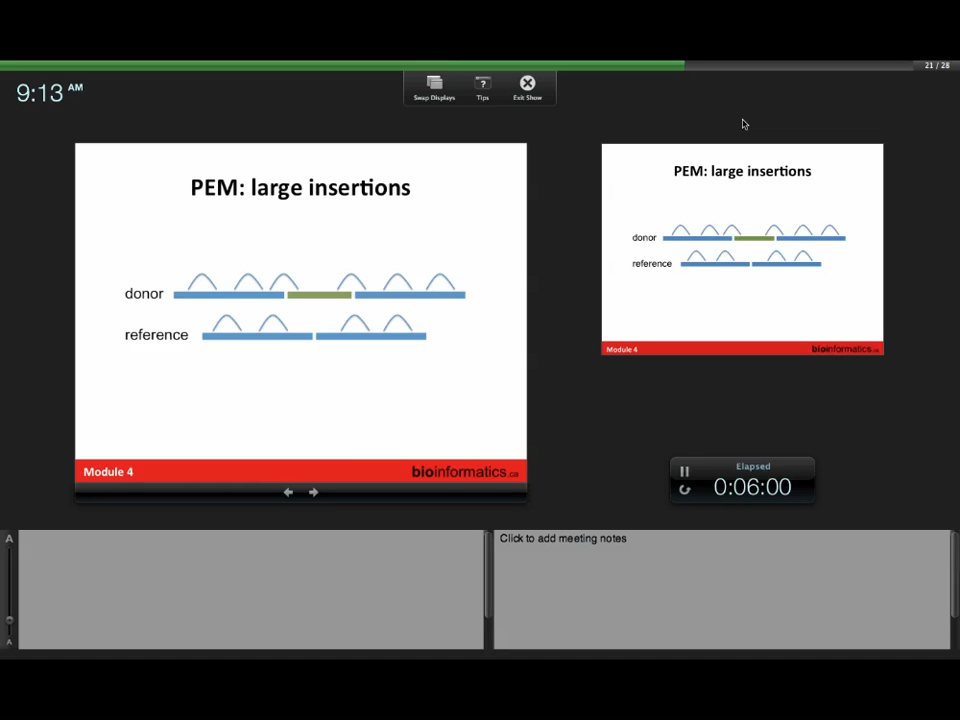 21 / 28
9:13 AM
Swap Displays
Tips
Exit Show
PEM: large insertions
donor
reference
Module 4
bioinformatics.ca
PEM: large insertions
donor
reference
Module 4
bioinformatics.ca
Elapsed
0:06:00
A
A
Click to add meeting notes